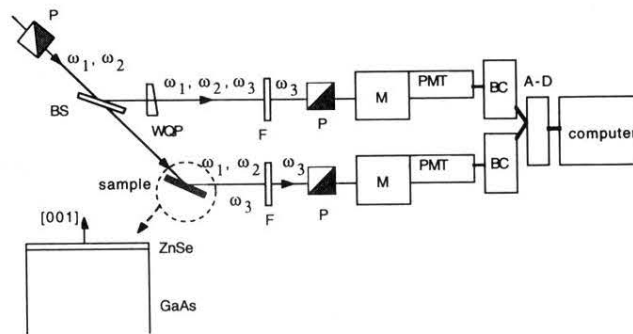 P
ω1, ω2
BS
WQP
ω1, ω2, ω3
F
ω3
P
M
PMT
BC
A-D
computer
sample
ω1, ω2
ω3
ω3
F
P
M
PMT
BC
[001]
ZnSe
GaAs